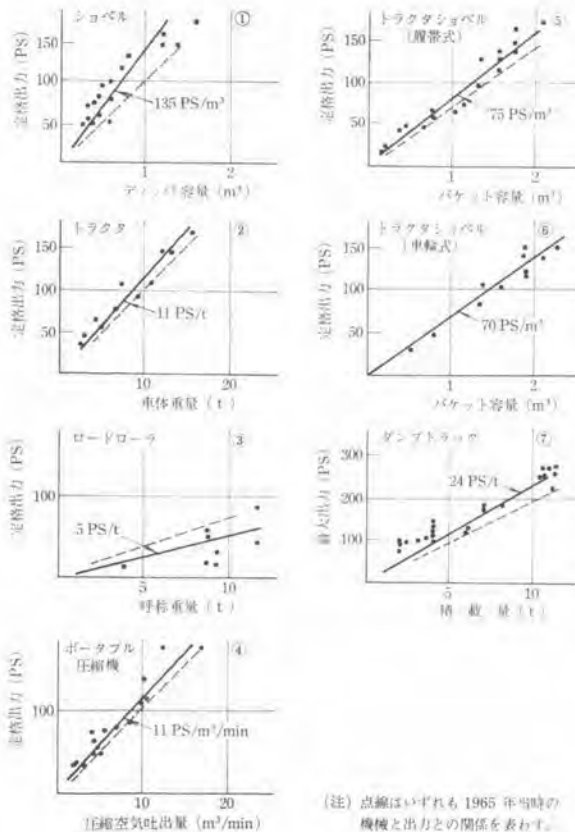 ショベル
①
定格出力 (PS)
150
100
50
135 PS/m³
1
2
ディッパ容量 (m³)
トラクタ
②
定格出力 (PS)
150
100
50
11 PS/t
10
20
車体重量 (t)
ロードローラ
③
定格出力 (PS)
100
5 PS/t
5
10
呼称重量 (t)
ポータブル
圧縮機
④
定格出力 (PS)
100
11 PS/m³/min
10
20
圧縮空気吐出量 (m³/min)
トラクタショベル
(履帯式)
⑤
定格出力 (PS)
150
100
50
75 PS/m³
1
2
バケット容量 (m³)
トラクタショベル
(車輪式)
⑥
定格出力 (PS)
150
100
50
70 PS/m³
1
2
バケット容量 (m³)
ダンプトラック
⑦
最大出力 (PS)
300
200
100
24 PS/t
5
10
積載量 (t)
(注) 点線はいずれも 1965 年当時の
機械と出力との関係を表わす。